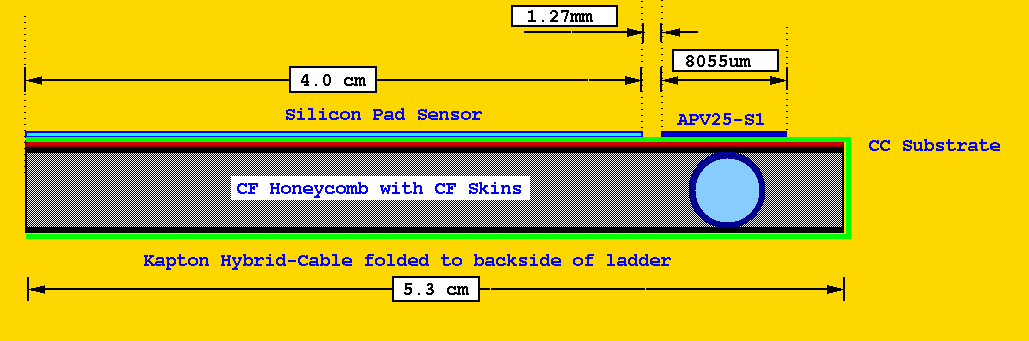 1.27mm
8055um
4.0 cm
Silicon Pad Sensor
APV25-S1
CC Substrate
CF Honeycomb with CF Skins
Kapton Hybrid-Cable folded to backside of ladder
5.3 cm